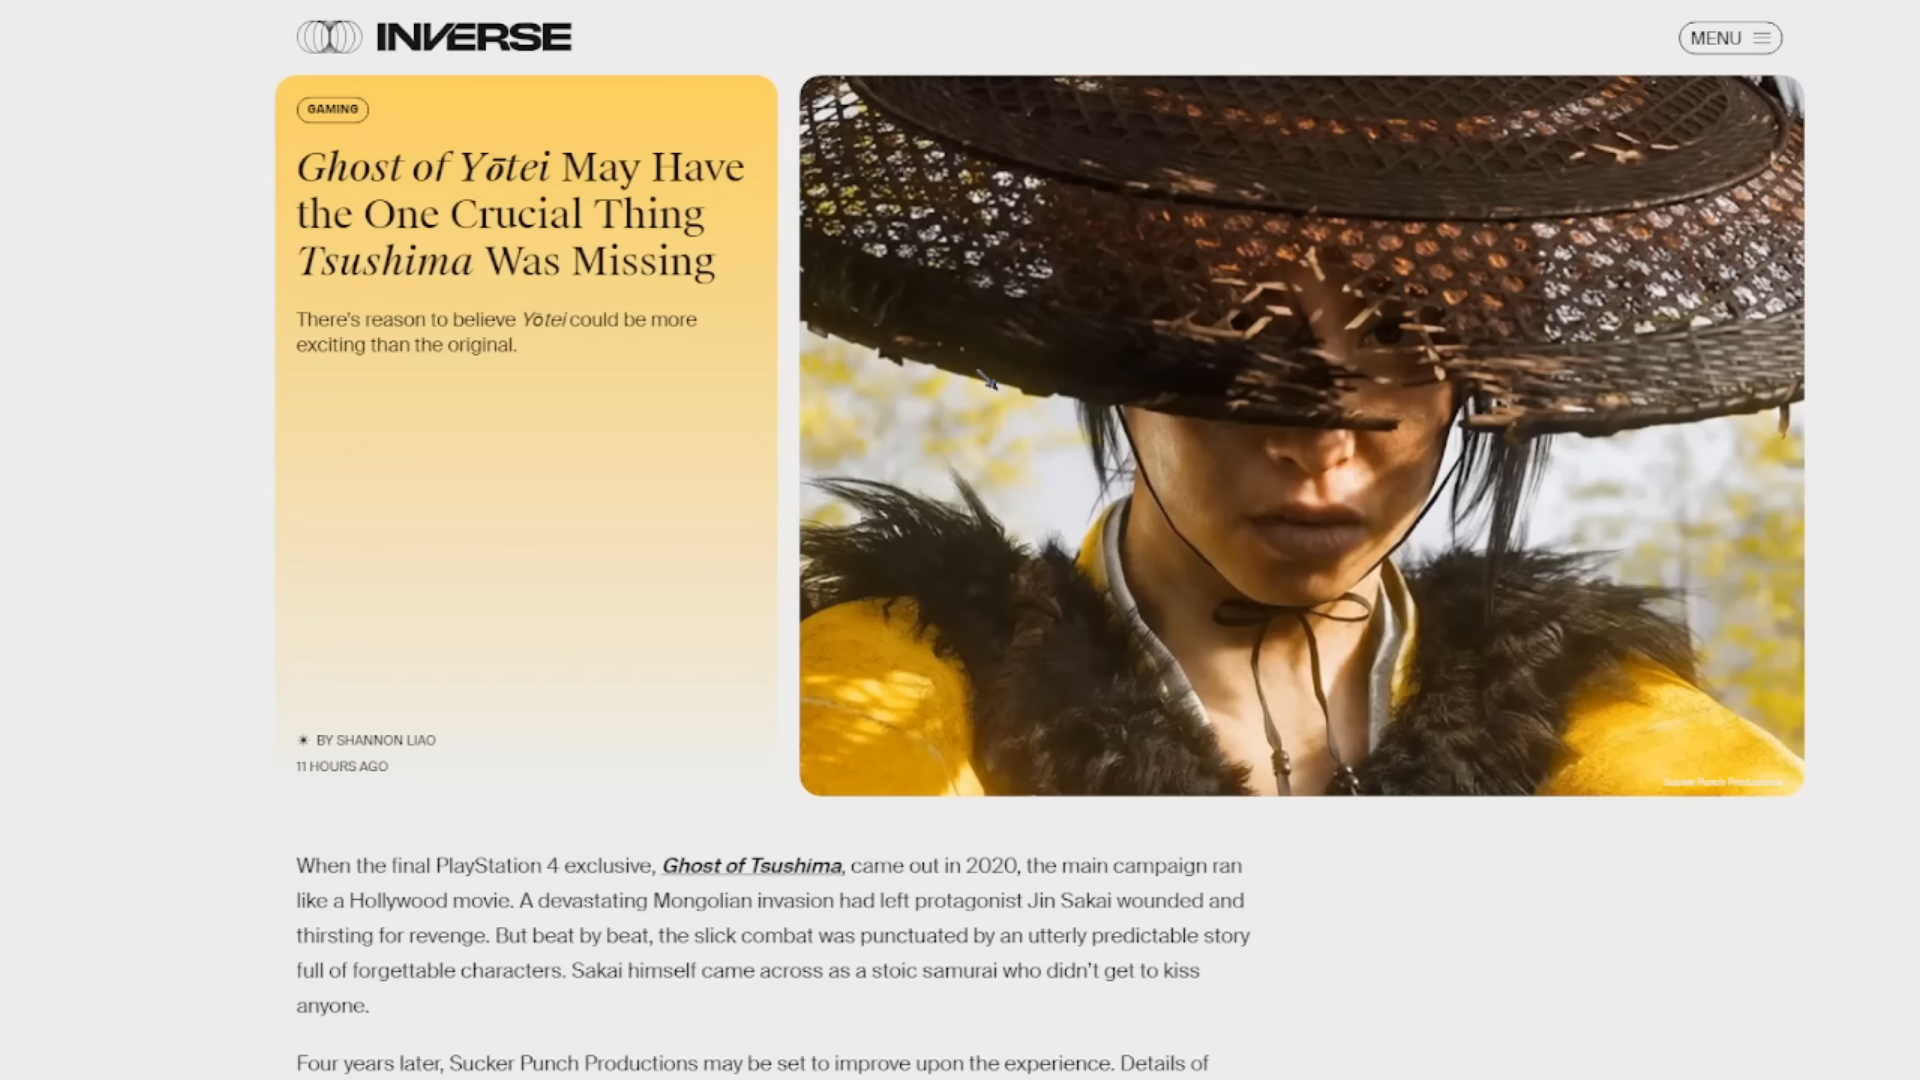 INVERSE
MENU
GAMING
Ghost of Yōtei May Have
the One Crucial Thing
Tsushima Was Missing
There's reason to believe Yōtei could be more
exciting than the original.
BY SHANNON LIAO
11 HOURS AGO
Sucker Punch Productions
When the final PlayStation 4 exclusive, Ghost of Tsushima, came out in 2020, the main campaign ran
like a Hollywood movie. A devastating Mongolian invasion had left protagonist Jin Sakai wounded and
thirsting for revenge. But beat by beat, the slick combat was punctuated by an utterly predictable story
full of forgettable characters. Sakai himself came across as a stoic samurai who didn't get to kiss
anyone.
Four years later, Sucker Punch Productions may be set to improve upon the experience. Details of